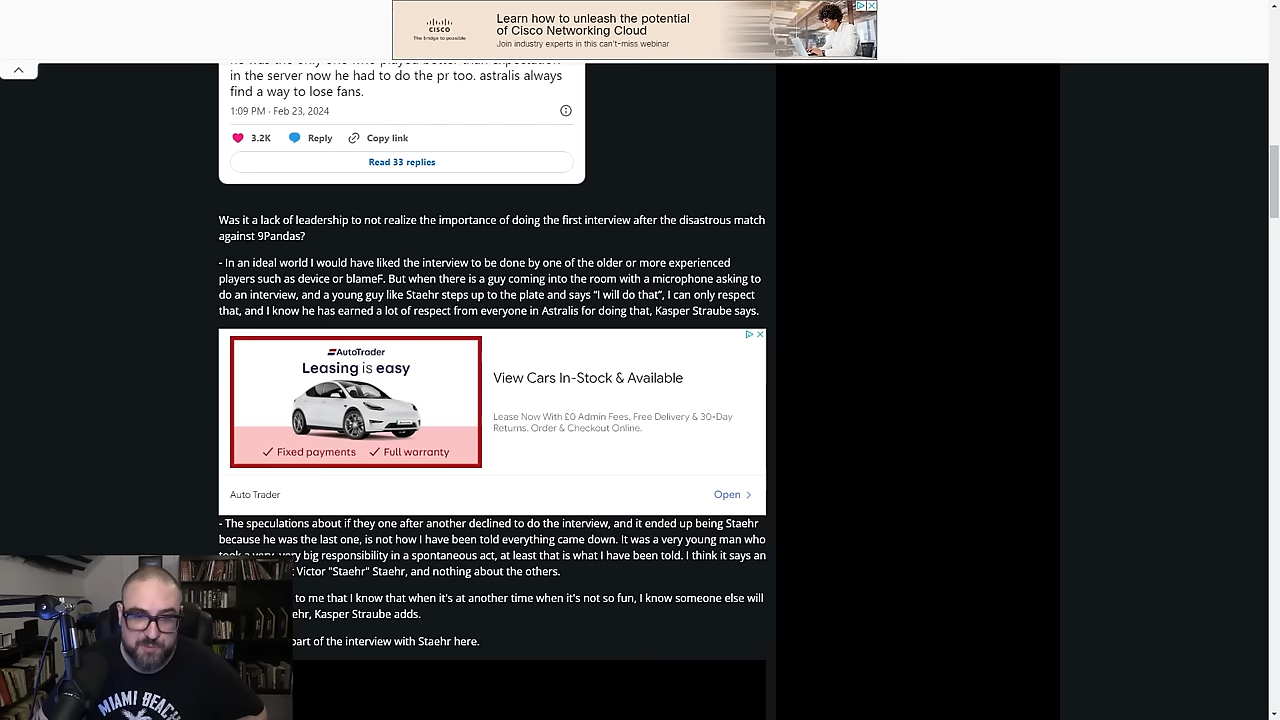 CISCO
The bridge to possible
Learn how to unleash the potential
of Cisco Networking Cloud
Join industry experts in this can't-miss webinar
in the server now he had to do the pr too. astralis always
find a way to lose fans.
1:09 PM · Feb 23, 2024
3.2K Reply Copy link
Read 33 replies
Was it a lack of leadership to not realize the importance of doing the first interview after the disastrous match
against 9Pandas?
- In an ideal world I would have liked the interview to be done by one of the older or more experienced
players such as device or blameF. But when there is a guy coming into the room with a microphone asking to
do an interview, and a young guy like Staehr steps up to the plate and says “I will do that”, I can only respect
that, and I know he has earned a lot of respect from everyone in Astralis for doing that, Kasper Straube says.
AutoTrader
Leasing is easy
Fixed payments Full warranty
View Cars In-Stock & Available
Lease Now With £0 Admin Fees, Free Delivery & 30-Day
Returns. Order & Checkout Online.
Auto Trader
Open
- The speculations about if they one after another declined to do the interview, and it ended up being Staehr
because he was the last one, is not how I have been told everything came down. It was a very young man who
very big responsibility in a spontaneous act, at least that is what I have been told. I think it says an
Victor "Staehr" Staehr, and nothing about the others.
to me that I know that when it's at another time when it's not so fun, I know someone else will
Kasper Straube adds.
part of the interview with Staehr here.
MIAMI BEACH